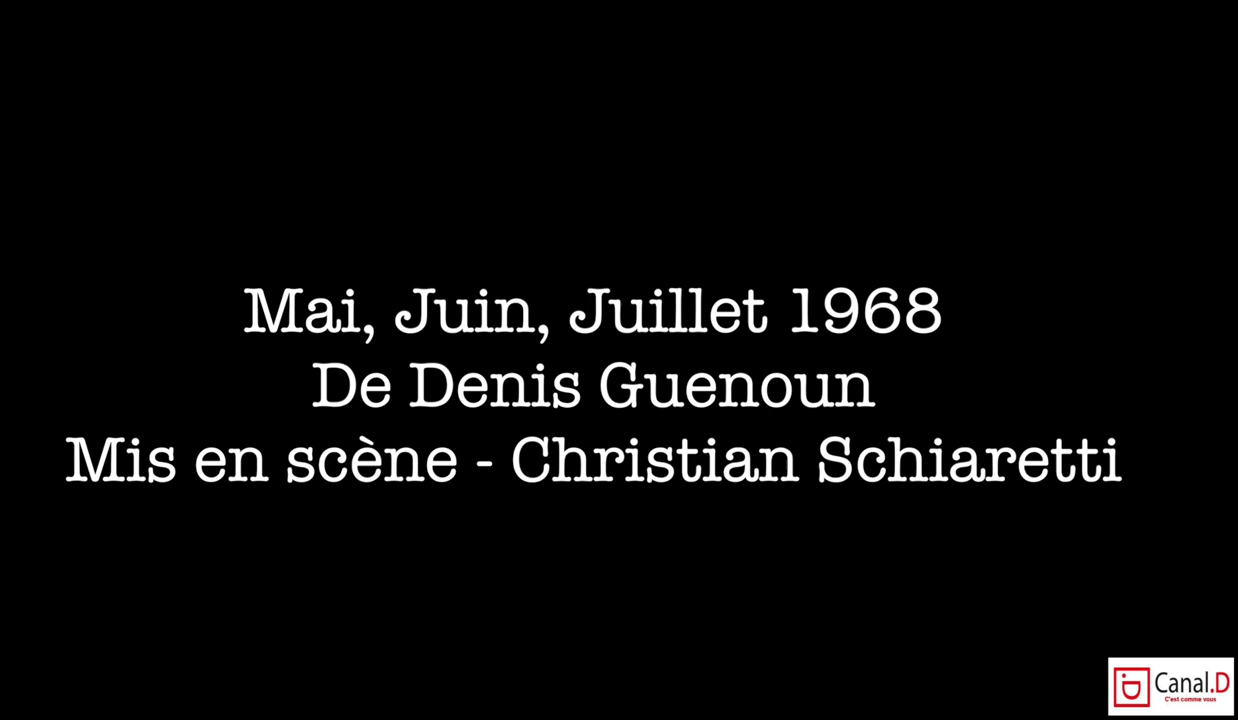 Mai, Juin, Juillet 1968
De Denis Guenoun
Mis en scène - Christian Schiaretti
Canal.D
C'est comme vous